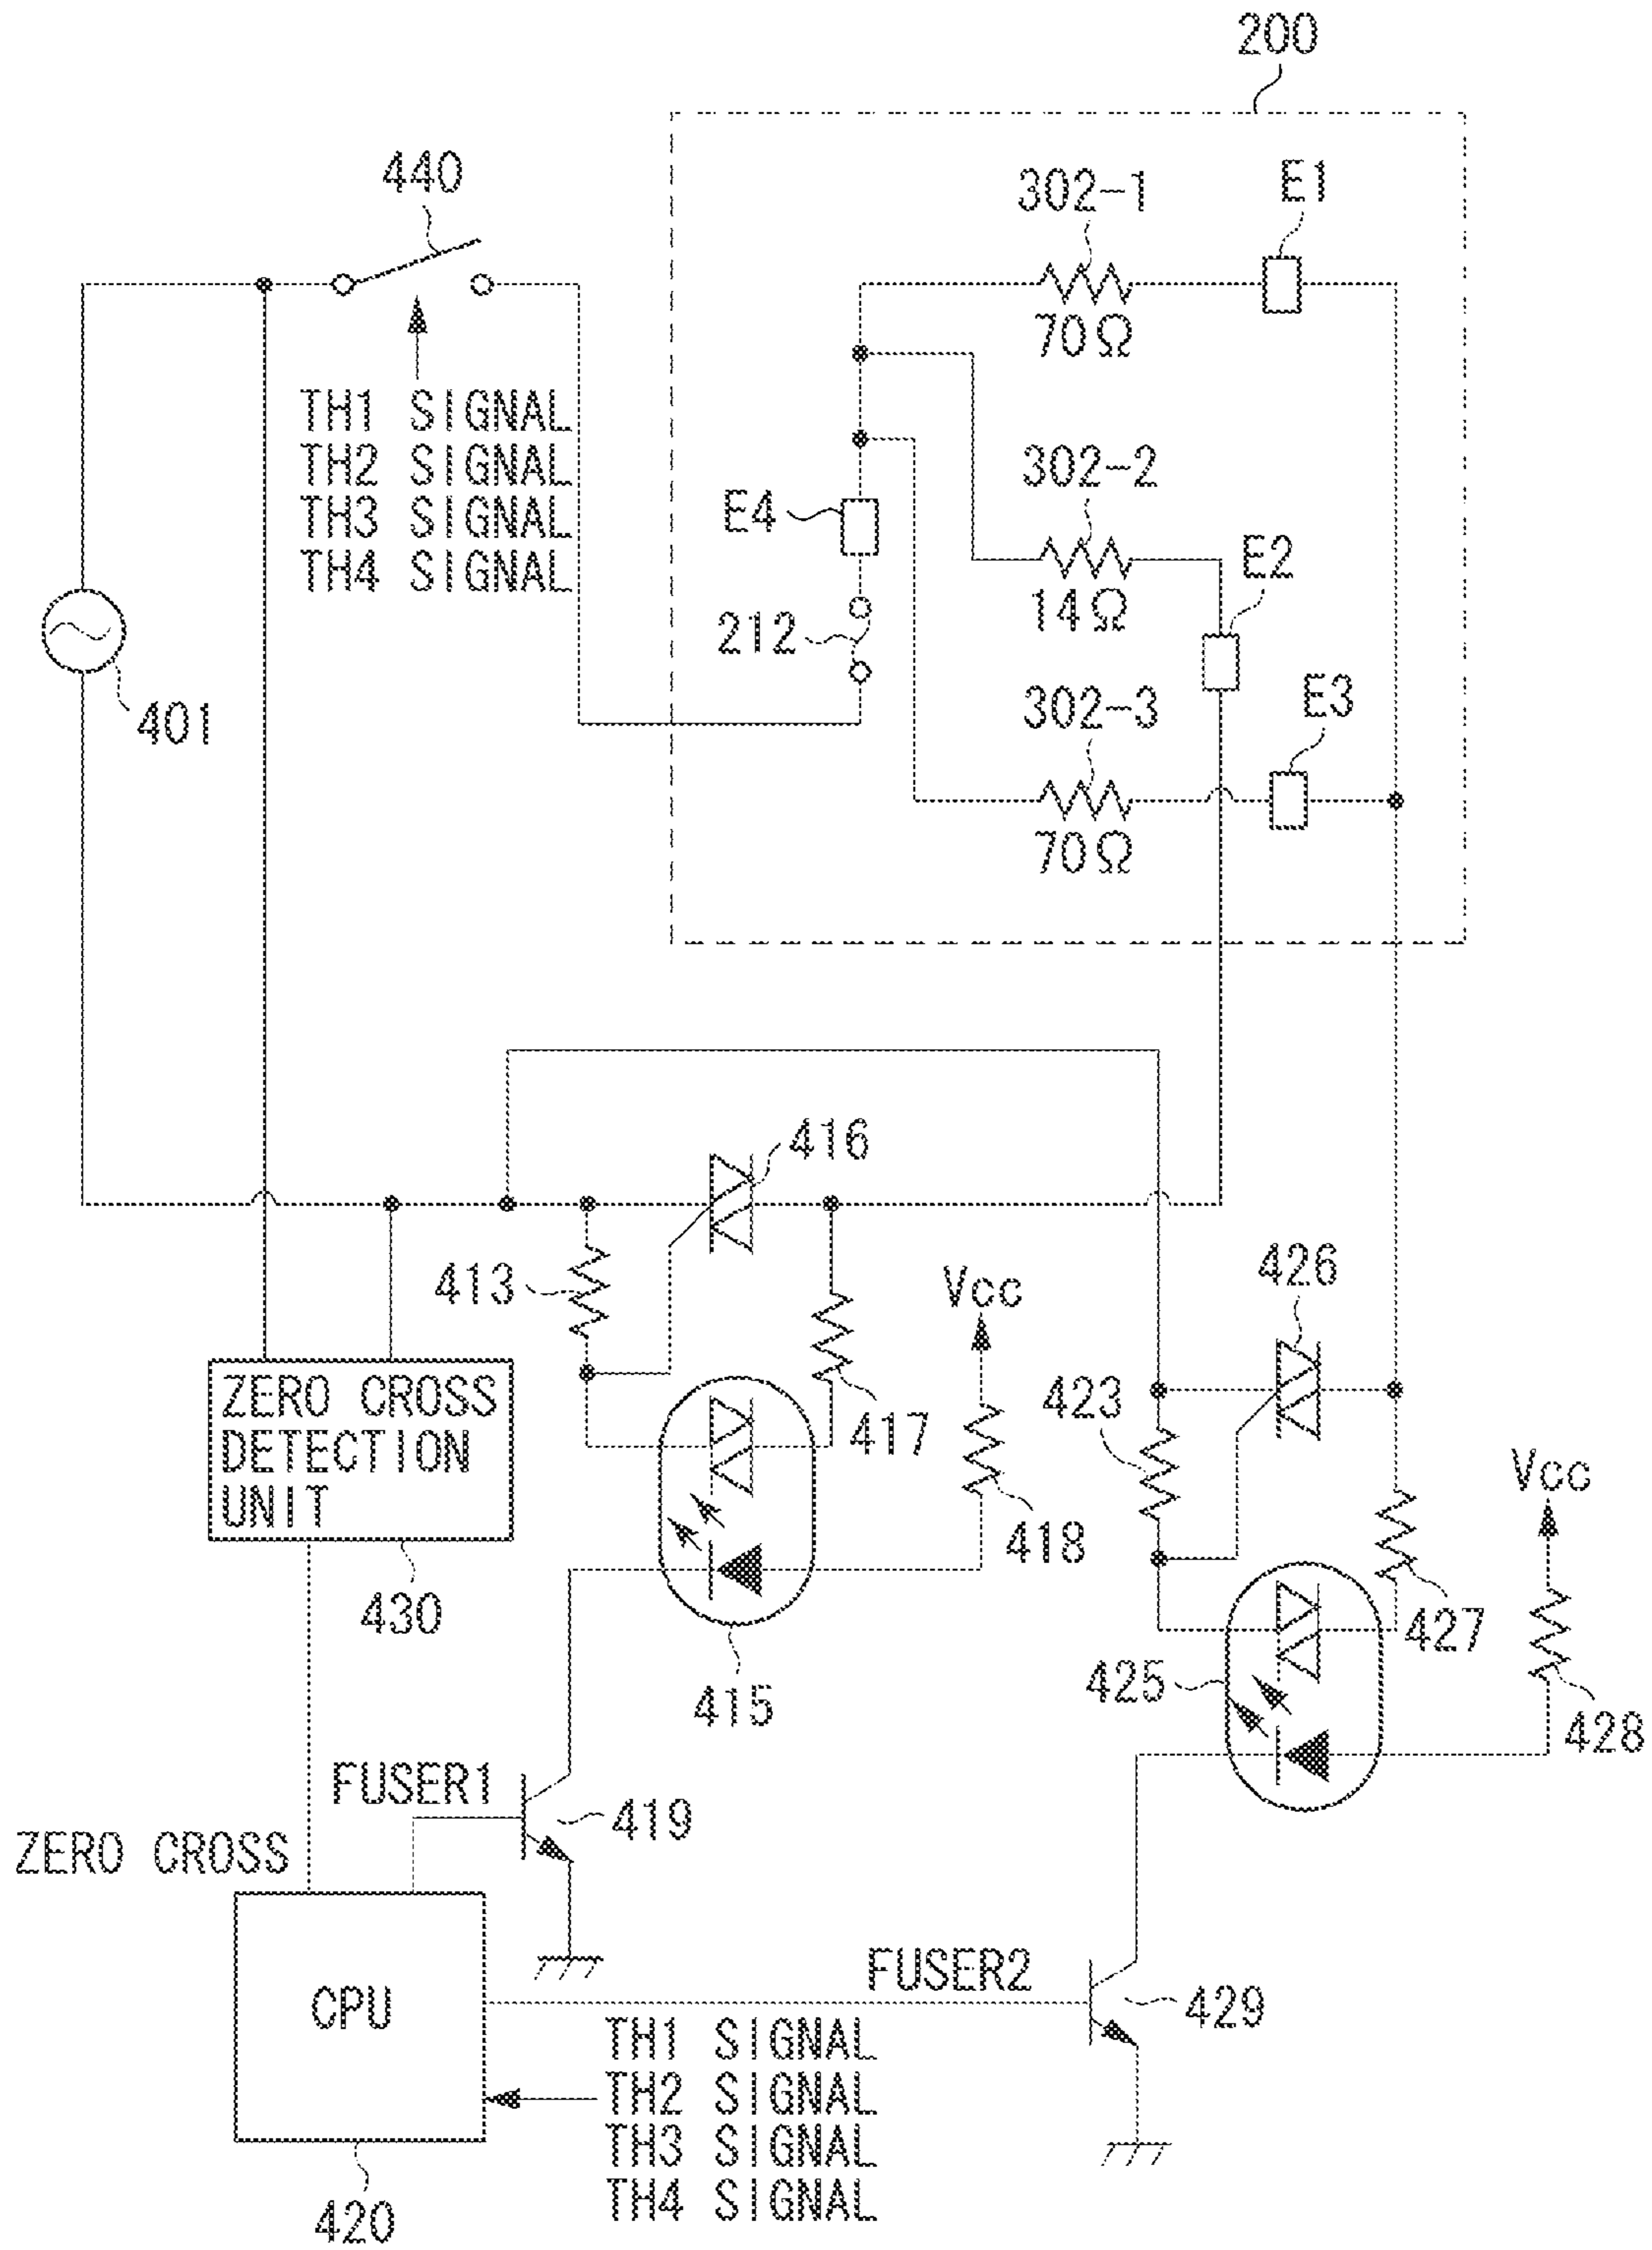 200
440
302-1
E1
70Ω
TH1 SIGNAL
TH2 SIGNAL
TH3 SIGNAL
TH4 SIGNAL
302-2
E4
E2
14Ω
212
401
302-3
E3
70Ω
416
413
Vcc
426
ZERO CROSS
DETECTION
UNIT
417
423
Vcc
418
430
427
415
425
428
FUSER1
419
ZERO CROSS
CPU
FUSER2
429
TH1 SIGNAL
TH2 SIGNAL
TH3 SIGNAL
TH4 SIGNAL
420